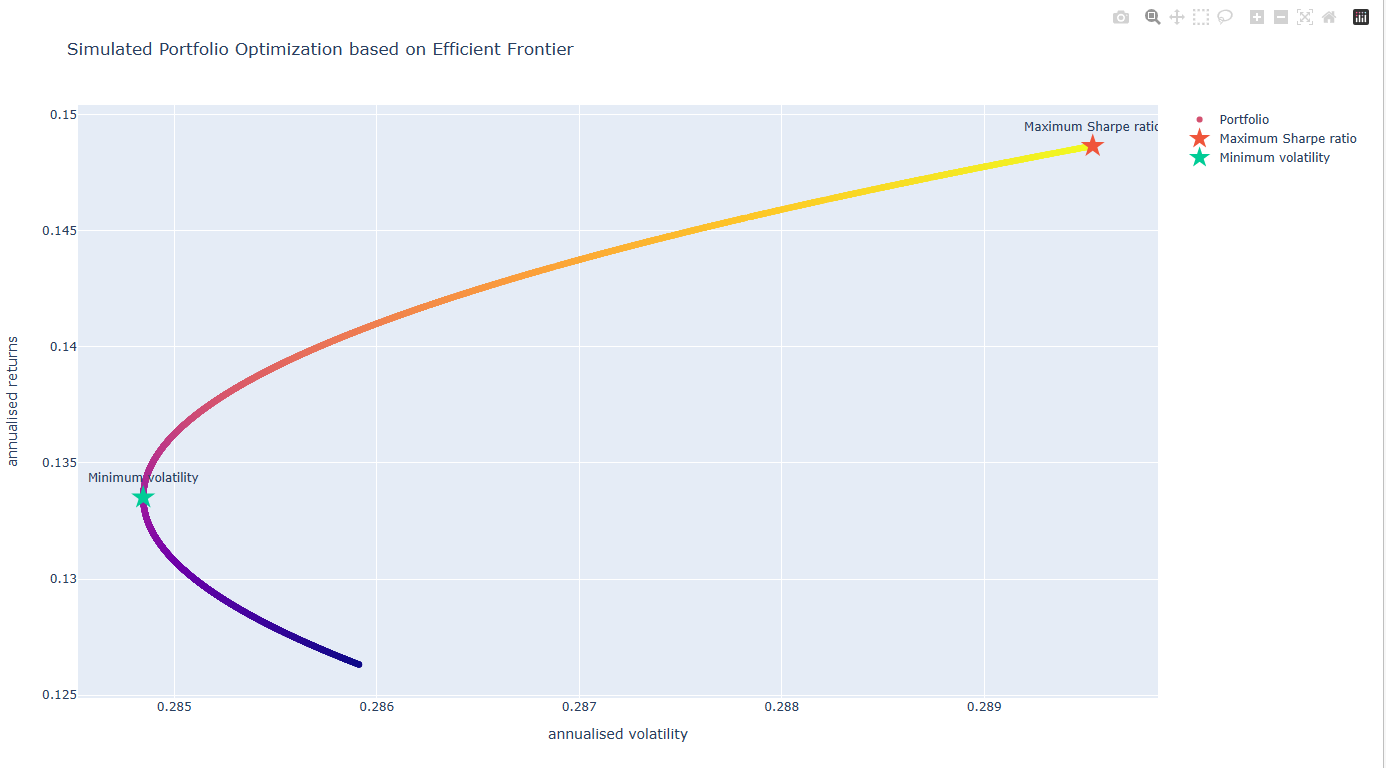 Simulated Portfolio Optimization based on Efficient Frontier
0.15
0.145
0.14
0.135
0.13
0.125
annualised returns
Maximum Sharpe ratio
Minimum volatility
0.285
0.286
0.287
0.288
0.289
annualised volatility
Portfolio
Maximum Sharpe ratio
Minimum volatility